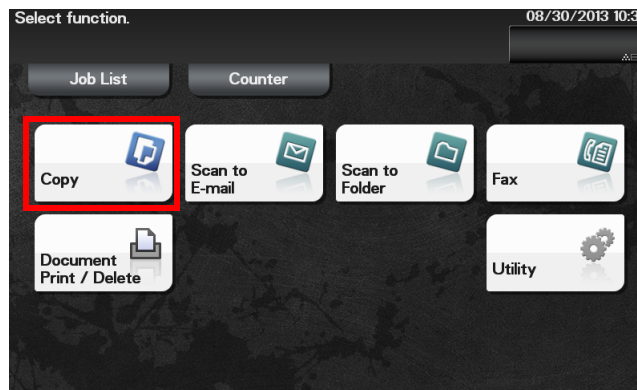 Select function.
08/30/2013 10:3
Job List
Counter
Copy
Scan to
E-mail
Scan to
Folder
Fax
Document
Print / Delete
Utility